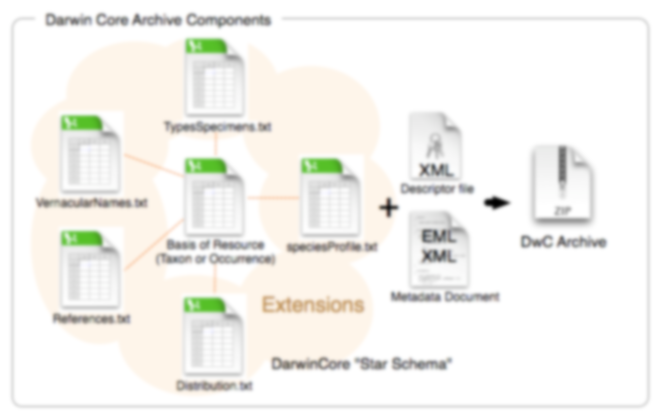 Darwin Core Archive Components
TypesSpecimens.txt
VernacularNames.txt
Basis of Resource
(Taxon or Occurrence)
speciesProfile.txt
References.txt
Distribution.txt
Extensions
DarwinCore "Star Schema"
+
XML
Descriptor file
EML
XML
Metadata Document
ZIP
DwC Archive